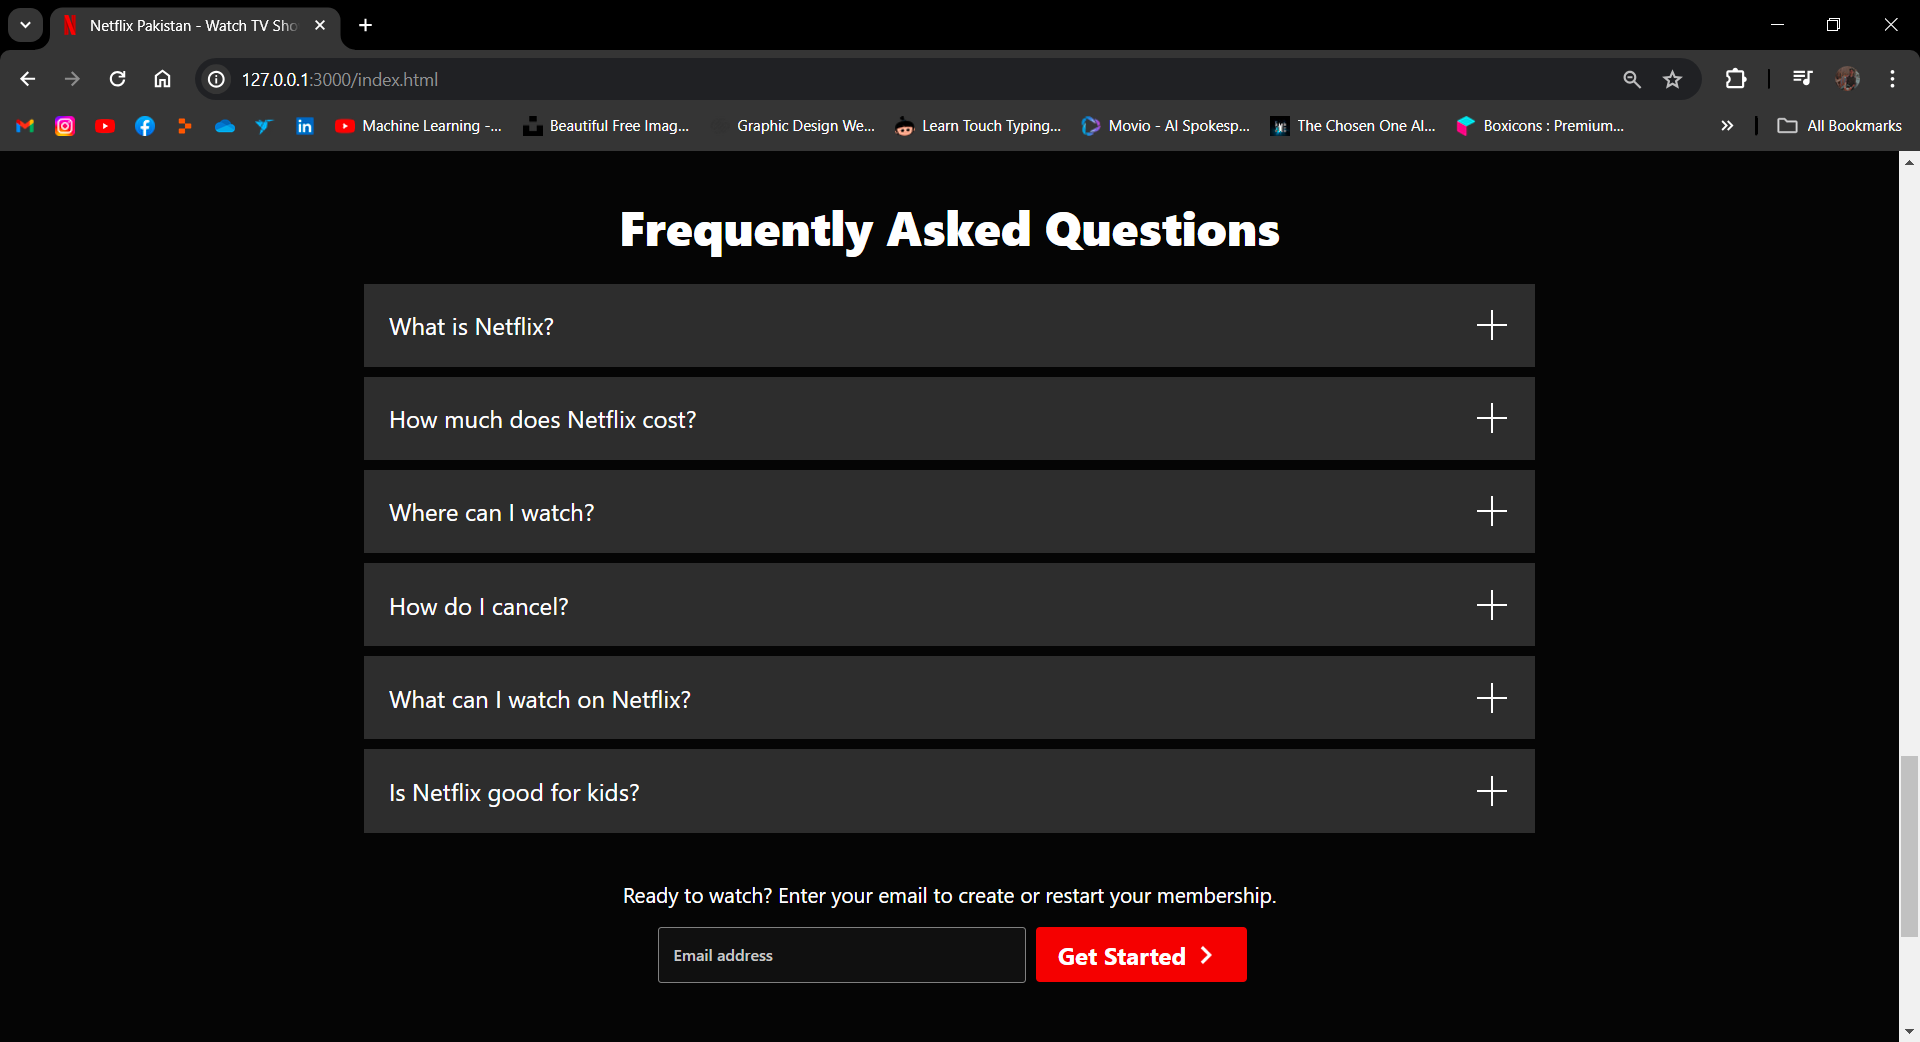 Netflix Pakistan - Watch TV Sho
127.0.0.1:3000/index.html
Machine Learning -... Beautiful Free Imag... Graphic Design We... Learn Touch Typing... Movio - AI Spokesp... The Chosen One Al... Boxicons : Premium... All Bookmarks
Frequently Asked Questions
What is Netflix?
How much does Netflix cost?
Where can I watch?
How do I cancel?
What can I watch on Netflix?
Is Netflix good for kids?
Ready to watch? Enter your email to create or restart your membership.
Email address
Get Started